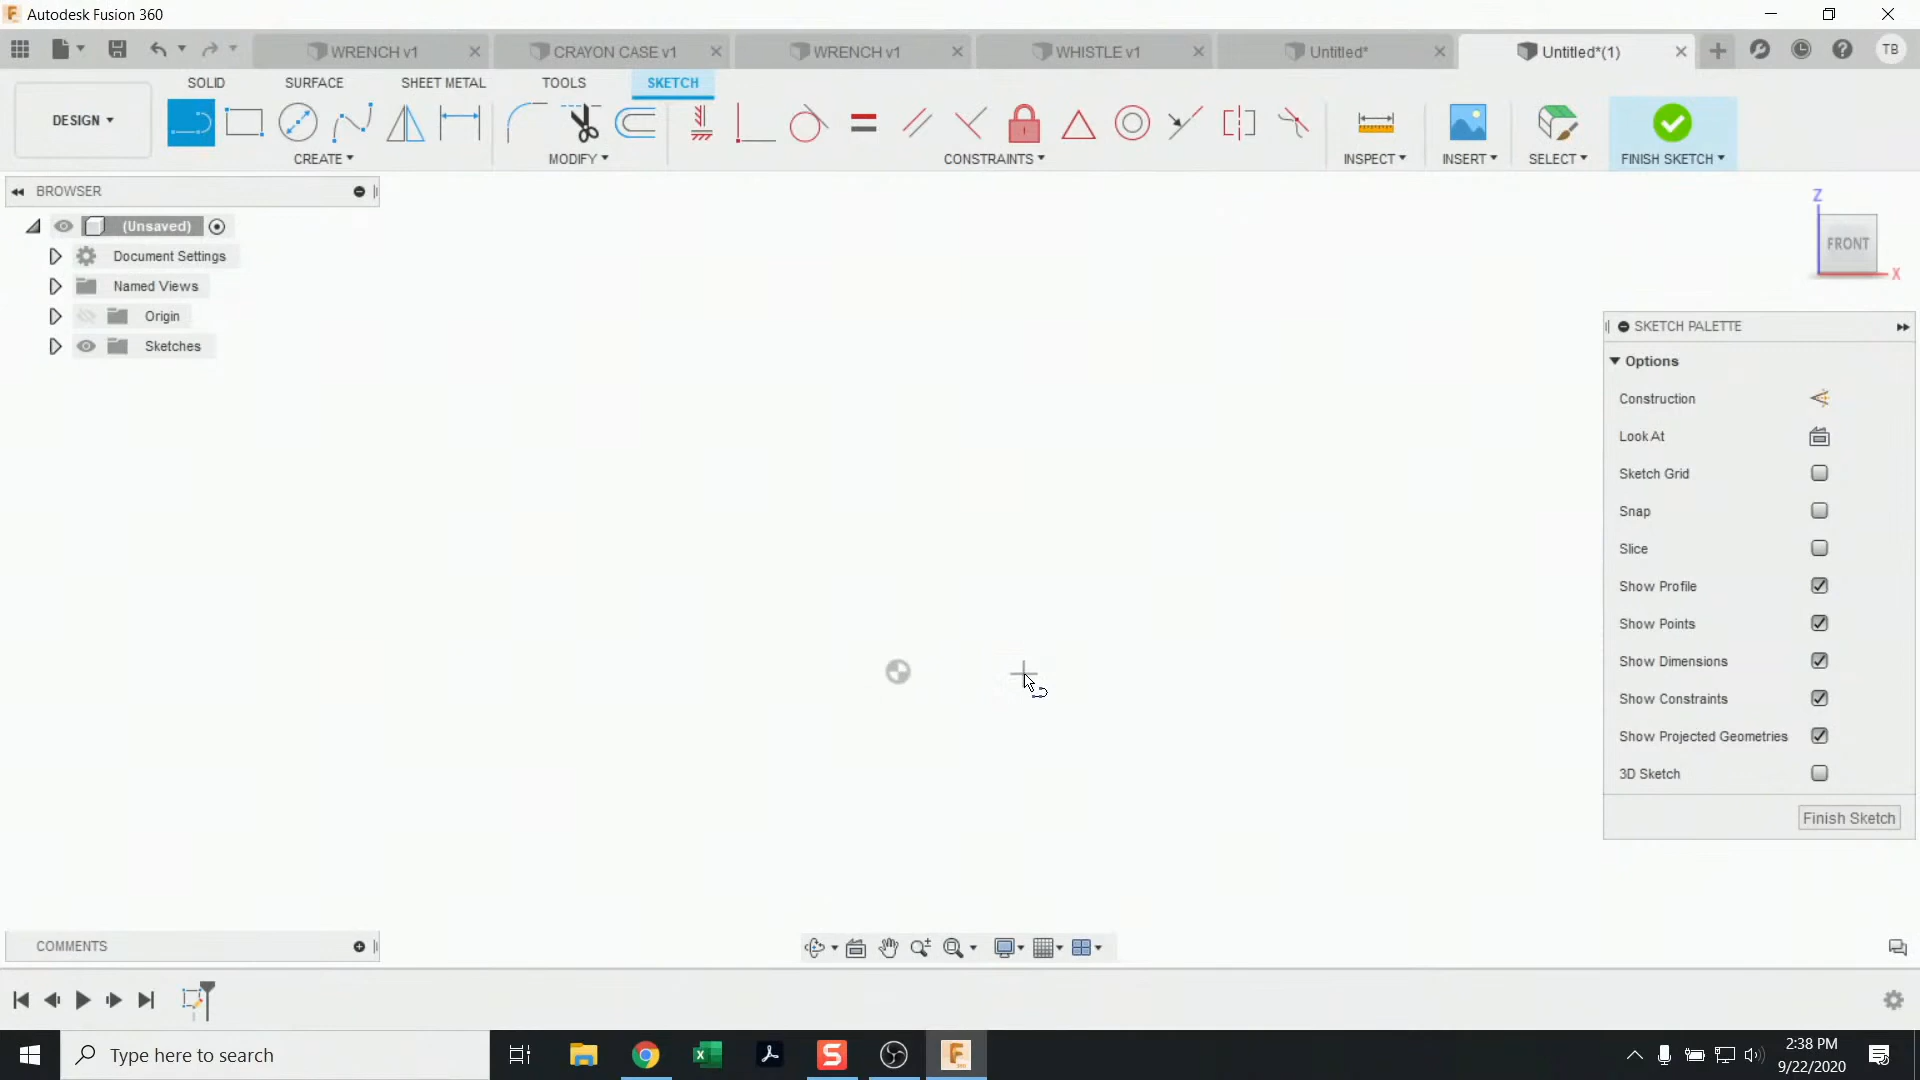 Autodesk Fusion 360
WRENCH v1
CRAYON CASE v1
WRENCH v1
WHISTLE v1
Untitled*
Untitled*(1)
TB
SOLID
SURFACE
SHEET METAL
TOOLS
SKETCH
DESIGN
CREATE
MODIFY
CONSTRAINTS
INSPECT
INSERT
SELECT
FINISH SKETCH
BROWSER
(Unsaved)
Document Settings
Named Views
Origin
Sketches
Z
FRONT
X
SKETCH PALETTE
Options
Construction
Look At
Sketch Grid
Snap
Slice
Show Profile
Show Points
Show Dimensions
Show Constraints
Show Projected Geometries
3D Sketch
Finish Sketch
COMMENTS
Type here to search
2:38 PM
9/22/2020